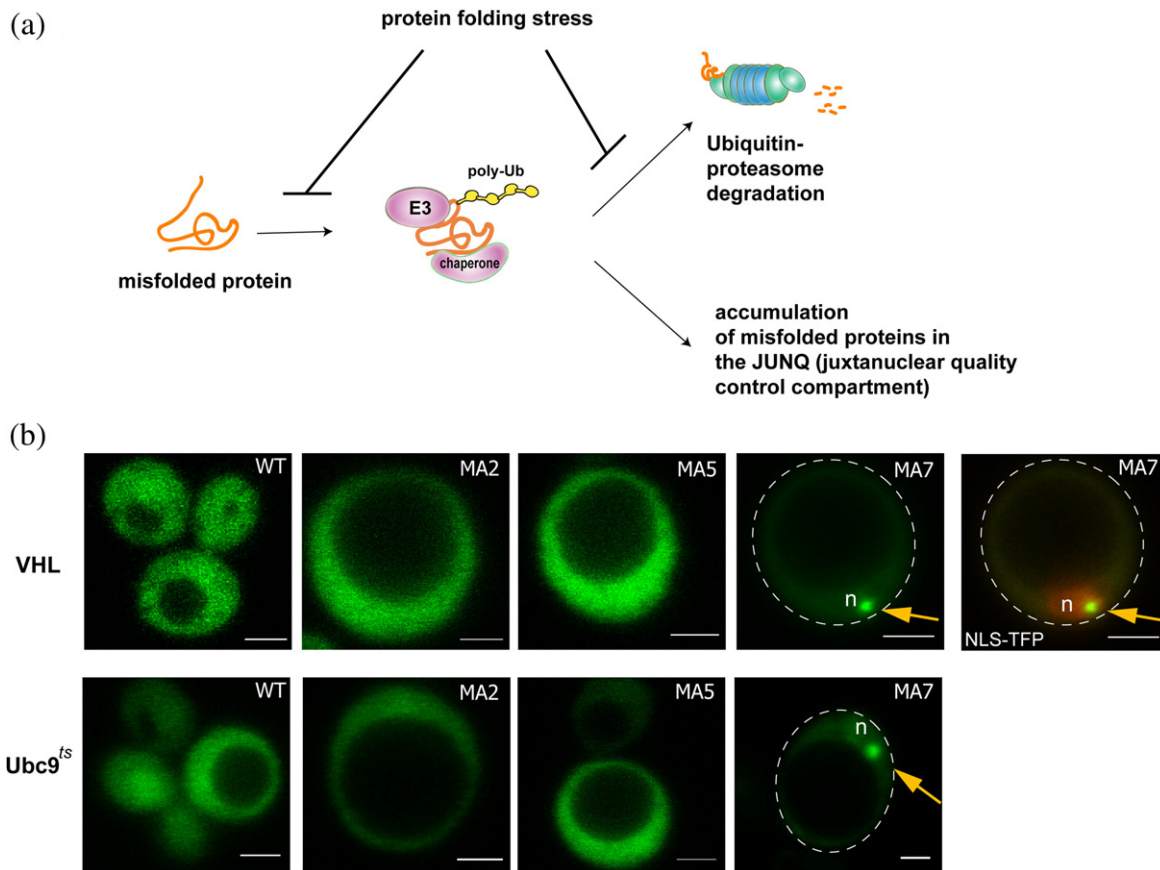 (a)
protein folding stress
poly-Ub
E3
chaperone
misfolded protein
Ubiquitin-
proteasome
degradation
accumulation
of misfolded proteins in
the JUNQ (juxtanuclear quality
control compartment)
(b)
VHL
WT
MA2
MA5
MA7
n
MA7
n
NLS-TFP
Ubc9ts
WT
MA2
MA5
MA7
n